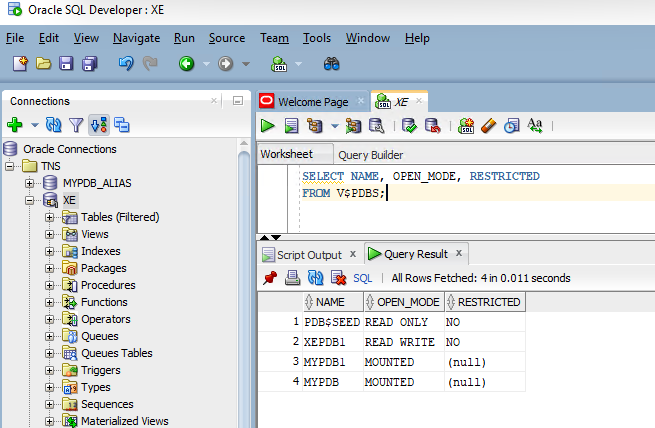 Oracle SQL Developer : XE
File Edit View Navigate Run Source Team Tools Window Help
SQL
Connections
Oracle Connections
TNS
MYPDB_ALIAS
XE
Tables (Filtered)
Views
Indexes
Packages
Procedures
Functions
Operators
Queues
Queues Tables
Triggers
Types
Sequences
Materialized Views
Welcome Page
SQL XE
SQL Aa
Worksheet Query Builder
SELECT NAME, OPEN_MODE, RESTRICTED
FROM V$PDBS;
Script Output x Query Result x
SQL | All Rows Fetched: 4 in 0.011 seconds
NAME OPEN_MODE RESTRICTED
1 PDB$SEED READ ONLY NO
2 XEPDB1 READ WRITE NO
3 MYPDB1 MOUNTED (null)
4 MYPDB MOUNTED (null)